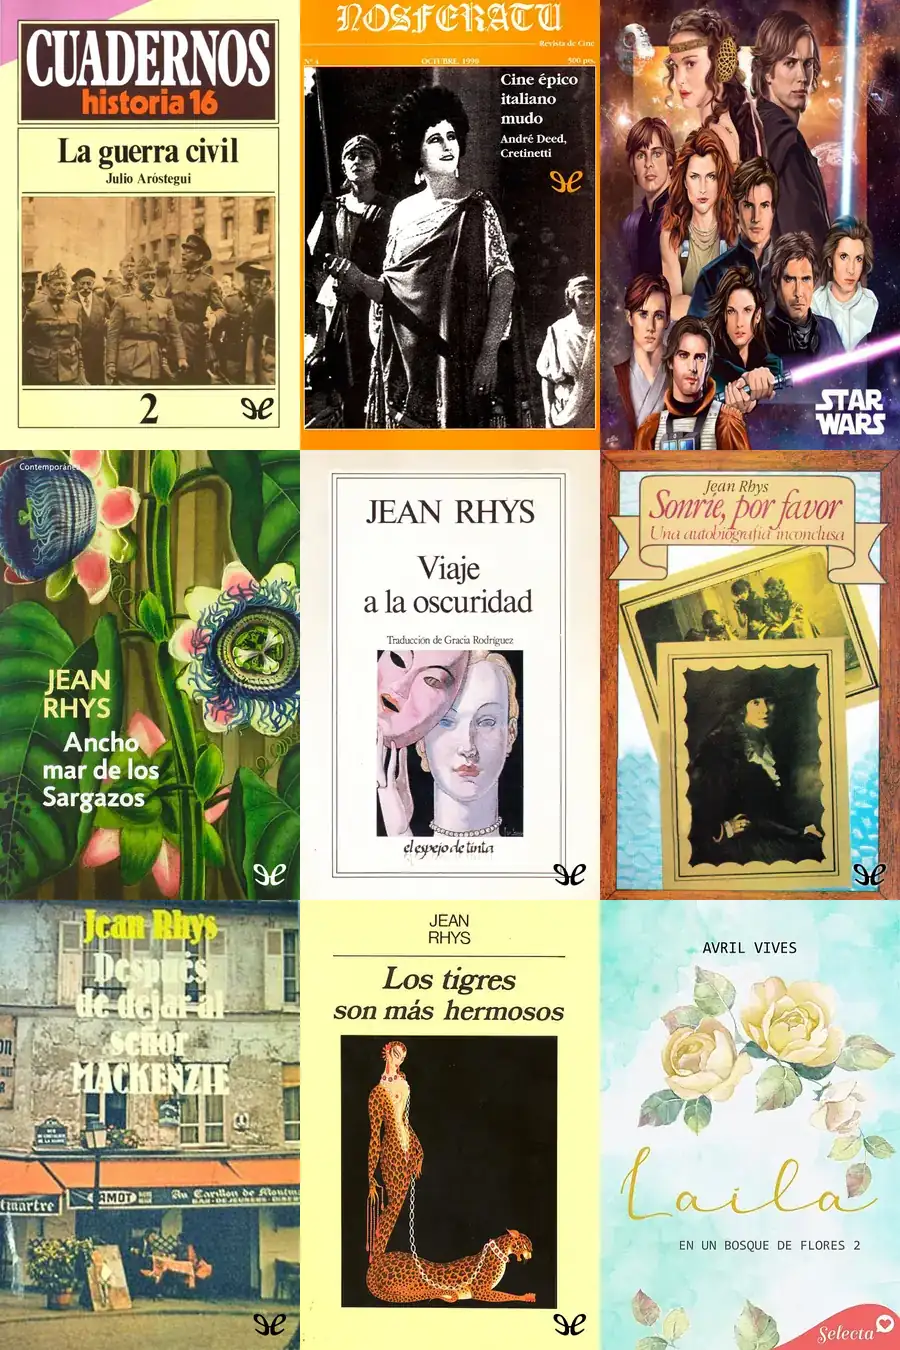 CUADERNOS
historia 16
La guerra civil
Julio Aróstegui
2
NOSFERATU
Revista de Cine
Nº 4
OCTUBRE, 1990
500 pts.
Cine épico
italiano
mudo
André Deed,
Cretinetti
STAR
WARS
Contemporánea
JEAN
RHYS
Ancho
mar de los
Sargazos
JEAN RHYS
Viaje
a la oscuridad
Traducción de Gracia Rodríguez
el espejo de tinta
Jean Rhys
Sonríe, por favor
Una autobiografía inconclusa
Jean Rhys
Después
de dejar al
señor
MACKENZIE
Au Carillon de Montm
JEAN
RHYS
Los tigres
son más hermosos
AVRIL VIVES
Laila
EN UN BOSQUE DE FLORES 2
Selecta